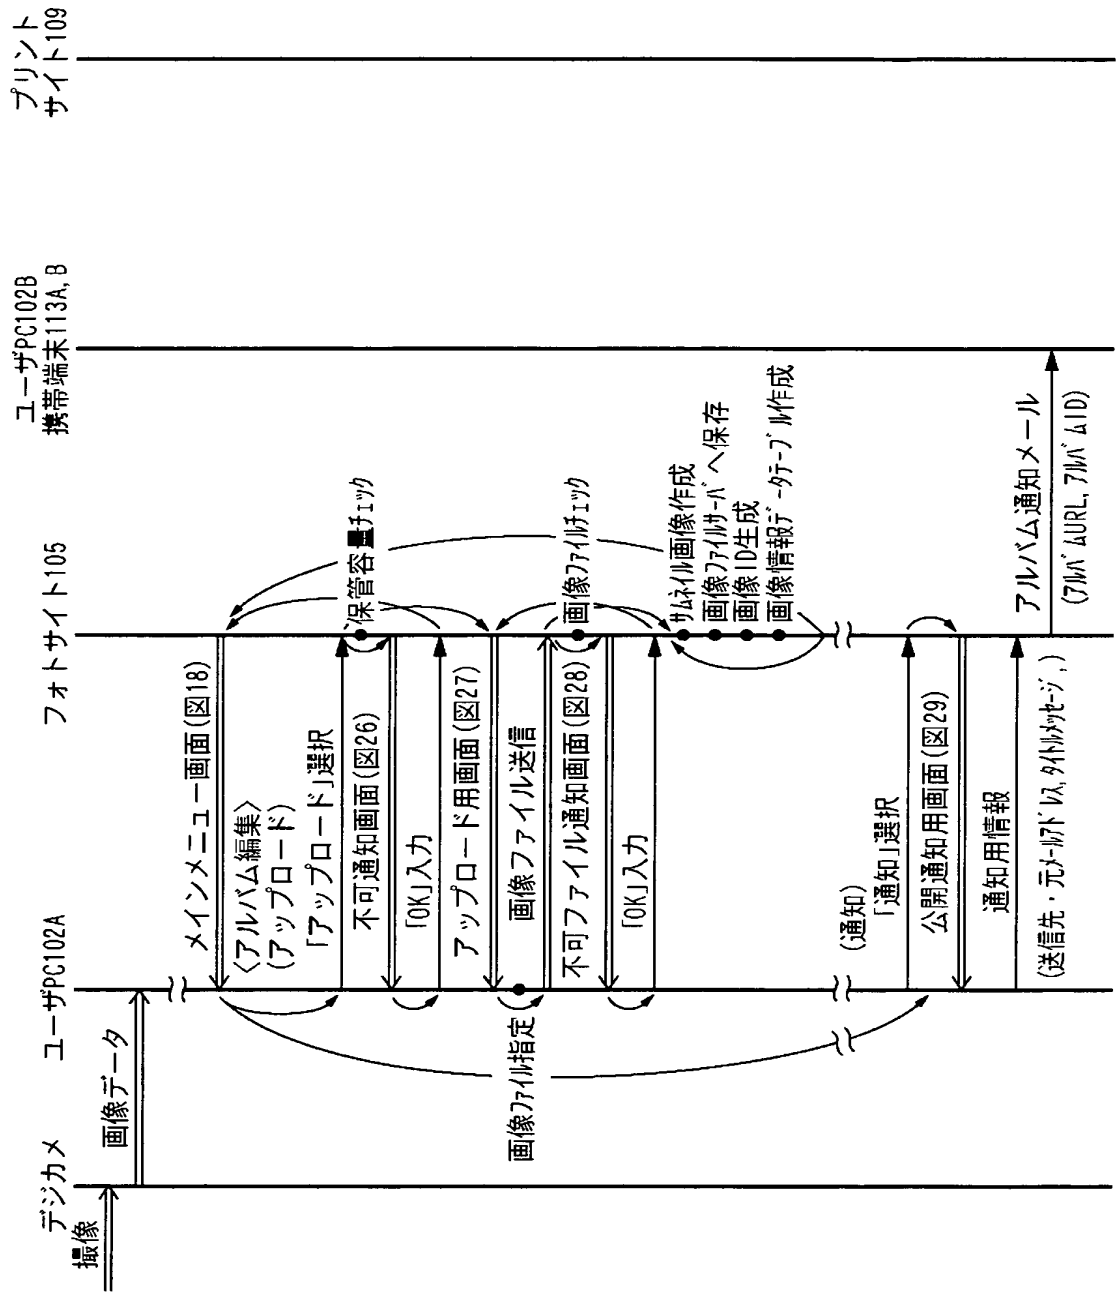 デジカメ
ユーザPC102A
フォトサイト105
ユーザPC102B
携帯端末113A,B
プリント
サイト109
撮像
画像データ
メインメニュー画面(図18)
〈アルバム編集〉
(アップロード)
「アップロード」選択
保管容量チェック
不可通知画面(図26)
「OK」入力
アップロード用画面(図27)
画像ファイル指定
画像ファイル送信
画像ファイルチェック
不可ファイル通知画面(図28)
「OK」入力
サムネイル画像作成
画像ファイルサーバへ保存
画像ID生成
画像情報データテーブル作成
(通知)
「通知」選択
公開通知用画面(図29)
通知用情報
(送信先・元メールアドレス,タイトルメッセージ,)
アルバム通知メール
(アルバムURL,アルバムID)